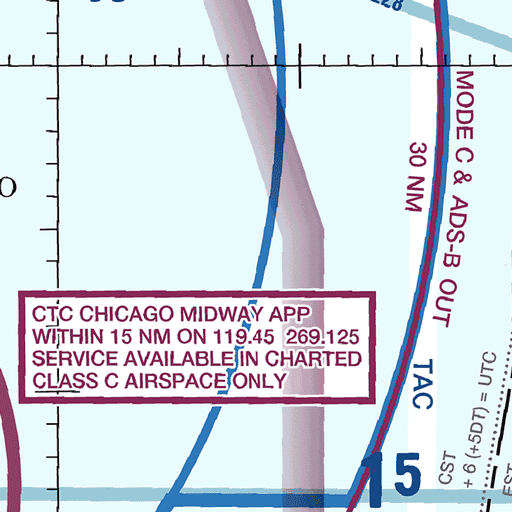 228
MODE C & ADS-B OUT
30 NM
O
CTC CHICAGO MIDWAY APP
WITHIN 15 NM ON 119.45 269.125
SERVICE AVAILABLE IN CHARTED
CLASS C AIRSPACE ONLY
TAC
15
CST
+ 6 (+5DT) = UTC
EST